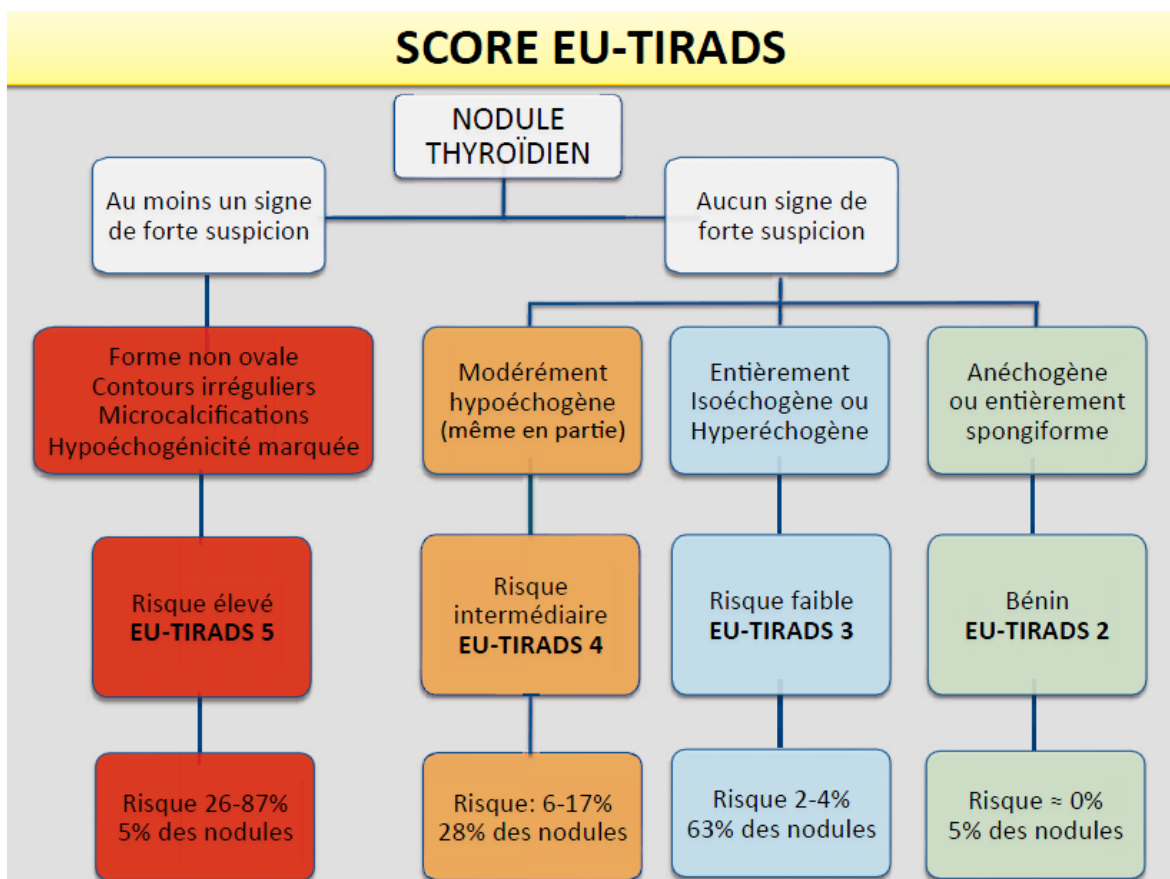 SCORE EU-TIRADS
NODULE
THYROÏDIEN
Au moins un signe
de forte suspicion
Aucun signe de
forte suspicion
Forme non ovale
Contours irréguliers
Microcalcifications
Hypoéchogénicité marquée
Modérément
hypoéchogène
(même en partie)
Entièrement
Isoéchogène ou
Hyperéchogène
Anéchogène
ou entièrement
spongiforme
Risque élevé
EU-TIRADS 5
Risque
intermédiaire
EU-TIRADS 4
Risque faible
EU-TIRADS 3
Bénin
EU-TIRADS 2
Risque 26-87%
5% des nodules
Risque: 6-17%
28% des nodules
Risque 2-4%
63% des nodules
Risque ≈ 0%
5% des nodules